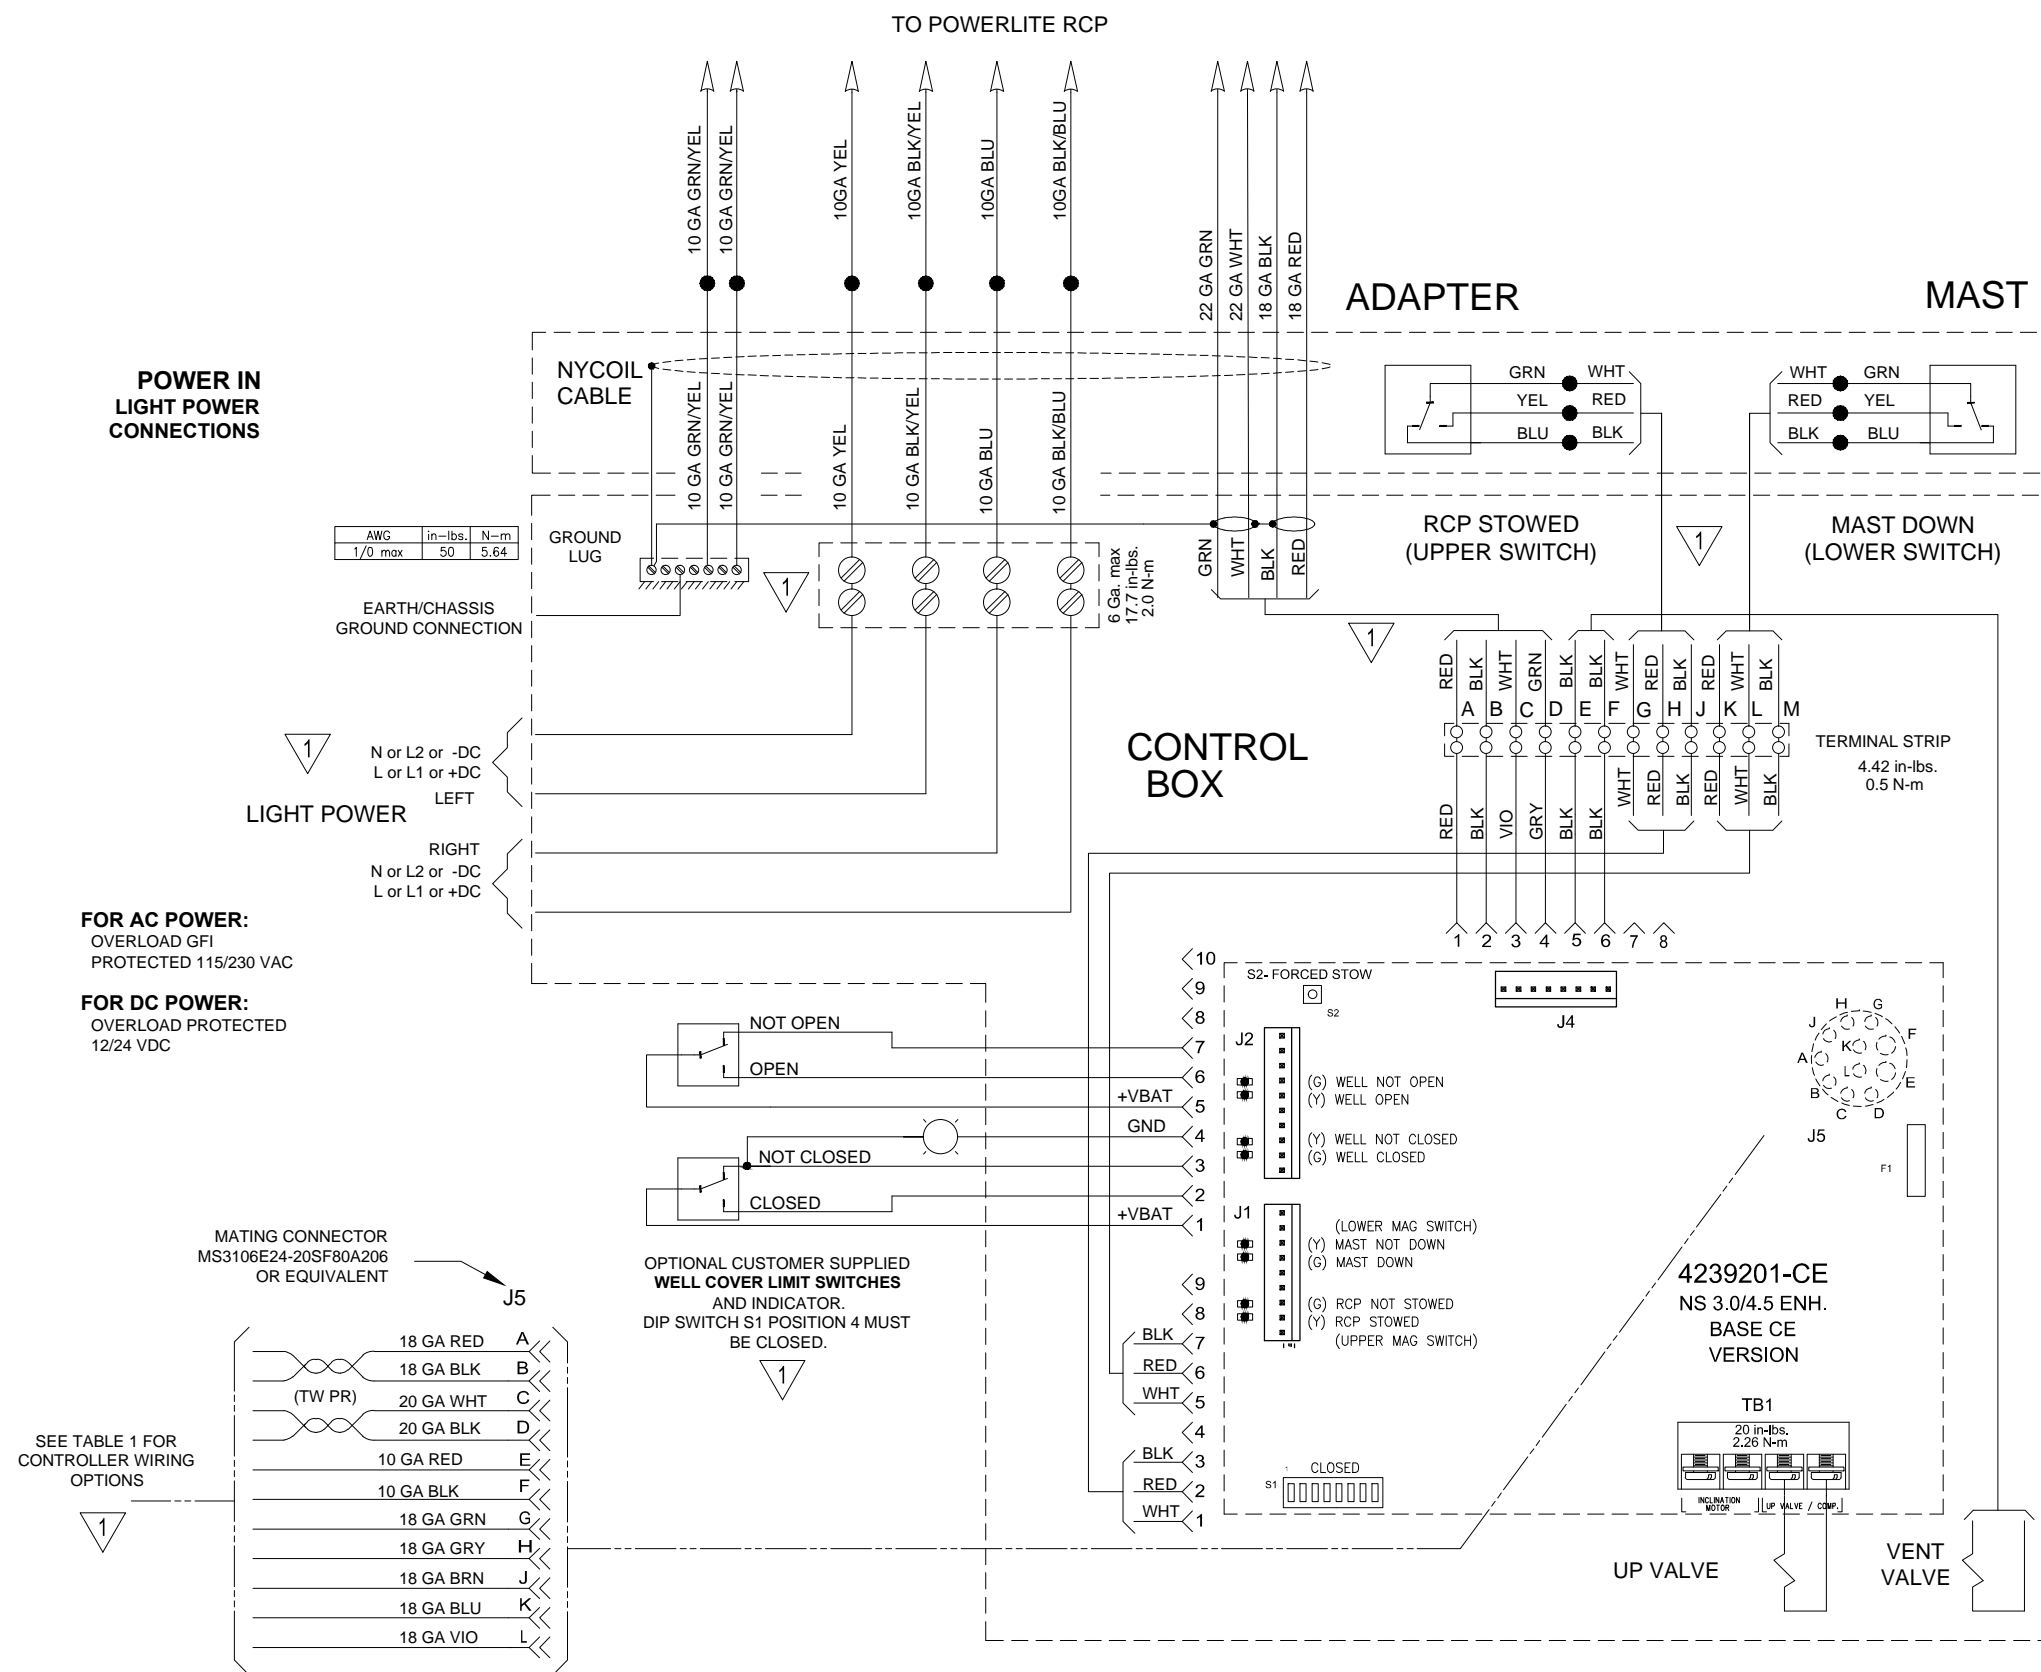 TO POWERLITE RCP
10 GA GRN/YEL
10 GA GRN/YEL
10GA YEL
10GA BLK/YEL
10GA BLU
10GA BLK/BLU
22 GA GRN
22 GA WHT
18 GA BLK
18 GA RED
ADAPTER
MAST
POWER IN
LIGHT POWER
CONNECTIONS
NYCOIL
CABLE
10 GA GRN/YEL
10 GA GRN/YEL
10 GA YEL
10 GA BLK/YEL
10 GA BLU
10 GA BLK/BLU
GRN WHT
YEL RED
BLU BLK
WHT GRN
RED YEL
BLK BLU
AWG in-lbs. N-m
1/0 max 50 5.64
GROUND
LUG
1
6 Ga. max
17.7 in-lbs.
2.0 N-m
GRN
WHT
BLK
RED
RCP STOWED
(UPPER SWITCH)
1
MAST DOWN
(LOWER SWITCH)
EARTH/CHASSIS
GROUND CONNECTION
1
RED
BLK
WHT
GRN
BLK
BLK
WHT
RED
BLK
RED
WHT
BLK
A B C D E F G H J K L M
TERMINAL STRIP
4.42 in-lbs.
0.5 N-m
CONTROL
BOX
1
N or L2 or -DC
L or L1 or +DC
LEFT
LIGHT POWER
RIGHT
N or L2 or -DC
L or L1 or +DC
RED
BLK
VIO
GRY
BLK
BLK
WHT
RED
BLK
RED
WHT
BLK
1 2 3 4 5 6 7 8
FOR AC POWER:
OVERLOAD GFI
PROTECTED 115/230 VAC
FOR DC POWER:
OVERLOAD PROTECTED
12/24 VDC
10
9
8
7
6
5
4
3
2
1
NOT OPEN
OPEN
+VBAT
GND
NOT CLOSED
CLOSED
+VBAT
OPTIONAL CUSTOMER SUPPLIED
WELL COVER LIMIT SWITCHES
AND INDICATOR.
DIP SWITCH S1 POSITION 4 MUST
BE CLOSED.
1
S2- FORCED STOW
S2
J4
J2
(G) WELL NOT OPEN
(Y) WELL OPEN
(Y) WELL NOT CLOSED
(G) WELL CLOSED
J1
(LOWER MAG SWITCH)
(Y) MAST NOT DOWN
(G) MAST DOWN
(G) RCP NOT STOWED
(Y) RCP STOWED
(UPPER MAG SWITCH)
H G
J F
K
A
L
B E
C D
J5
F1
4239201-CE
NS 3.0/4.5 ENH.
BASE CE
VERSION
TB1
20 in-lbs.
2.26 N-m
INCLINATION
MOTOR
UP VALVE / COMP.
UP VALVE
VENT
VALVE
9
8
BLK 7
RED 6
WHT 5
4
BLK 3
RED 2
WHT 1
1
CLOSED
S1
MATING CONNECTOR
MS3106E24-20SF80A206
OR EQUIVALENT
J5
18 GA RED A
18 GA BLK B
(TW PR)
20 GA WHT C
20 GA BLK D
10 GA RED E
10 GA BLK F
18 GA GRN G
18 GA GRY H
18 GA BRN J
18 GA BLU K
18 GA VIO L
SEE TABLE 1 FOR
CONTROLLER WIRING
OPTIONS
1